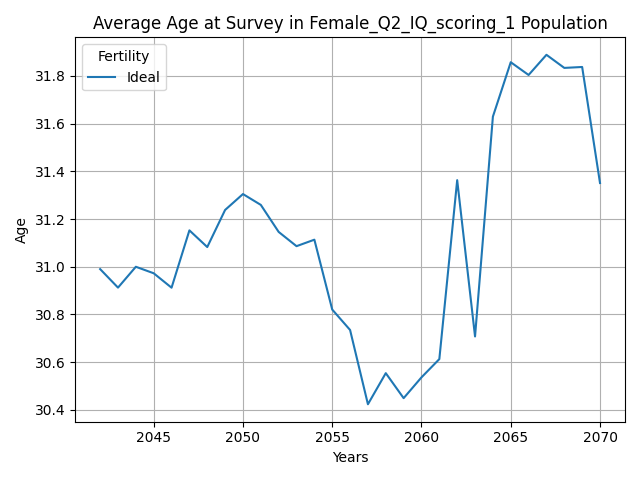 Average Age at Survey in Female_Q2_IQ_scoring_1 Population
Fertility
Ideal
31.8
31.6
31.4
31.2
31.0
30.8
30.6
30.4
Age
2045 2050 2055 2060 2065 2070
Years